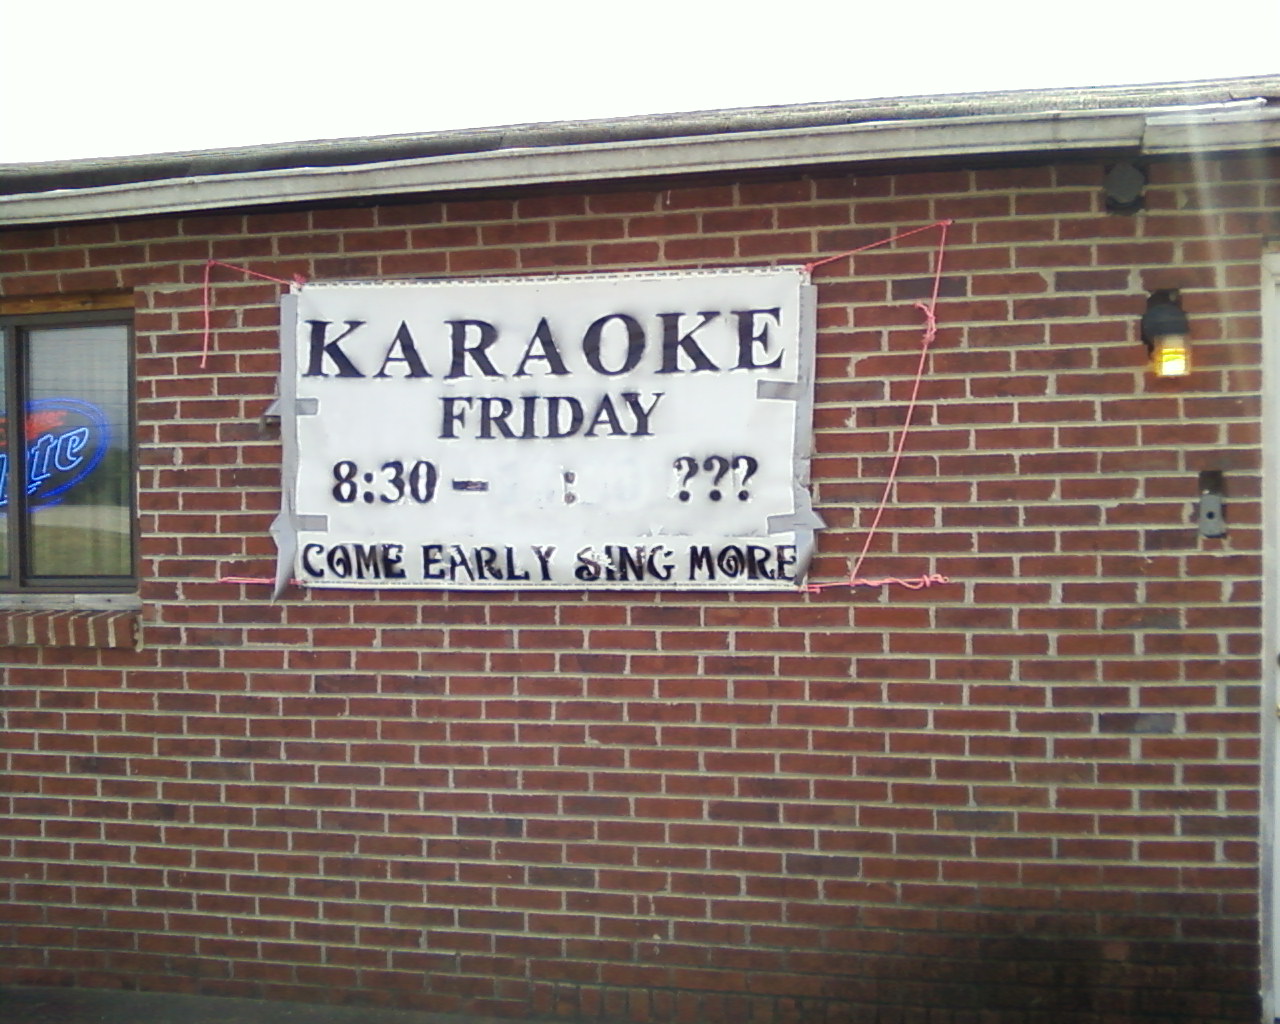 KARAOKE
FRIDAY
8:30 - : ???
COME EARLY SING MORE